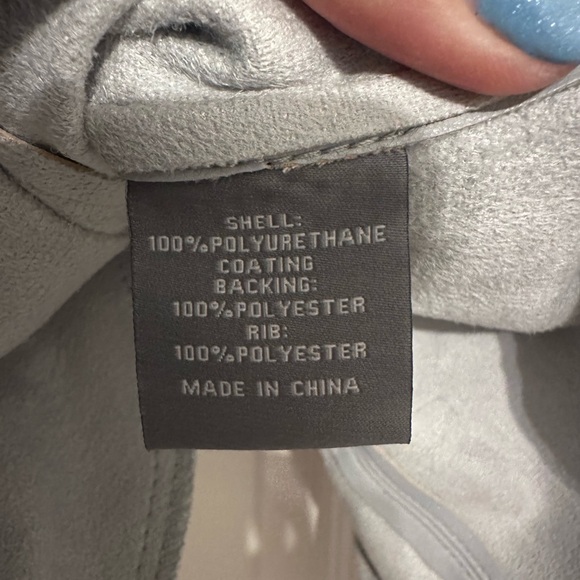 SHELL:
100%POLYURETHANE
COATING
BACKING:
100%POLYESTER
RIB:
100%POLYESTER
MADE IN CHINA